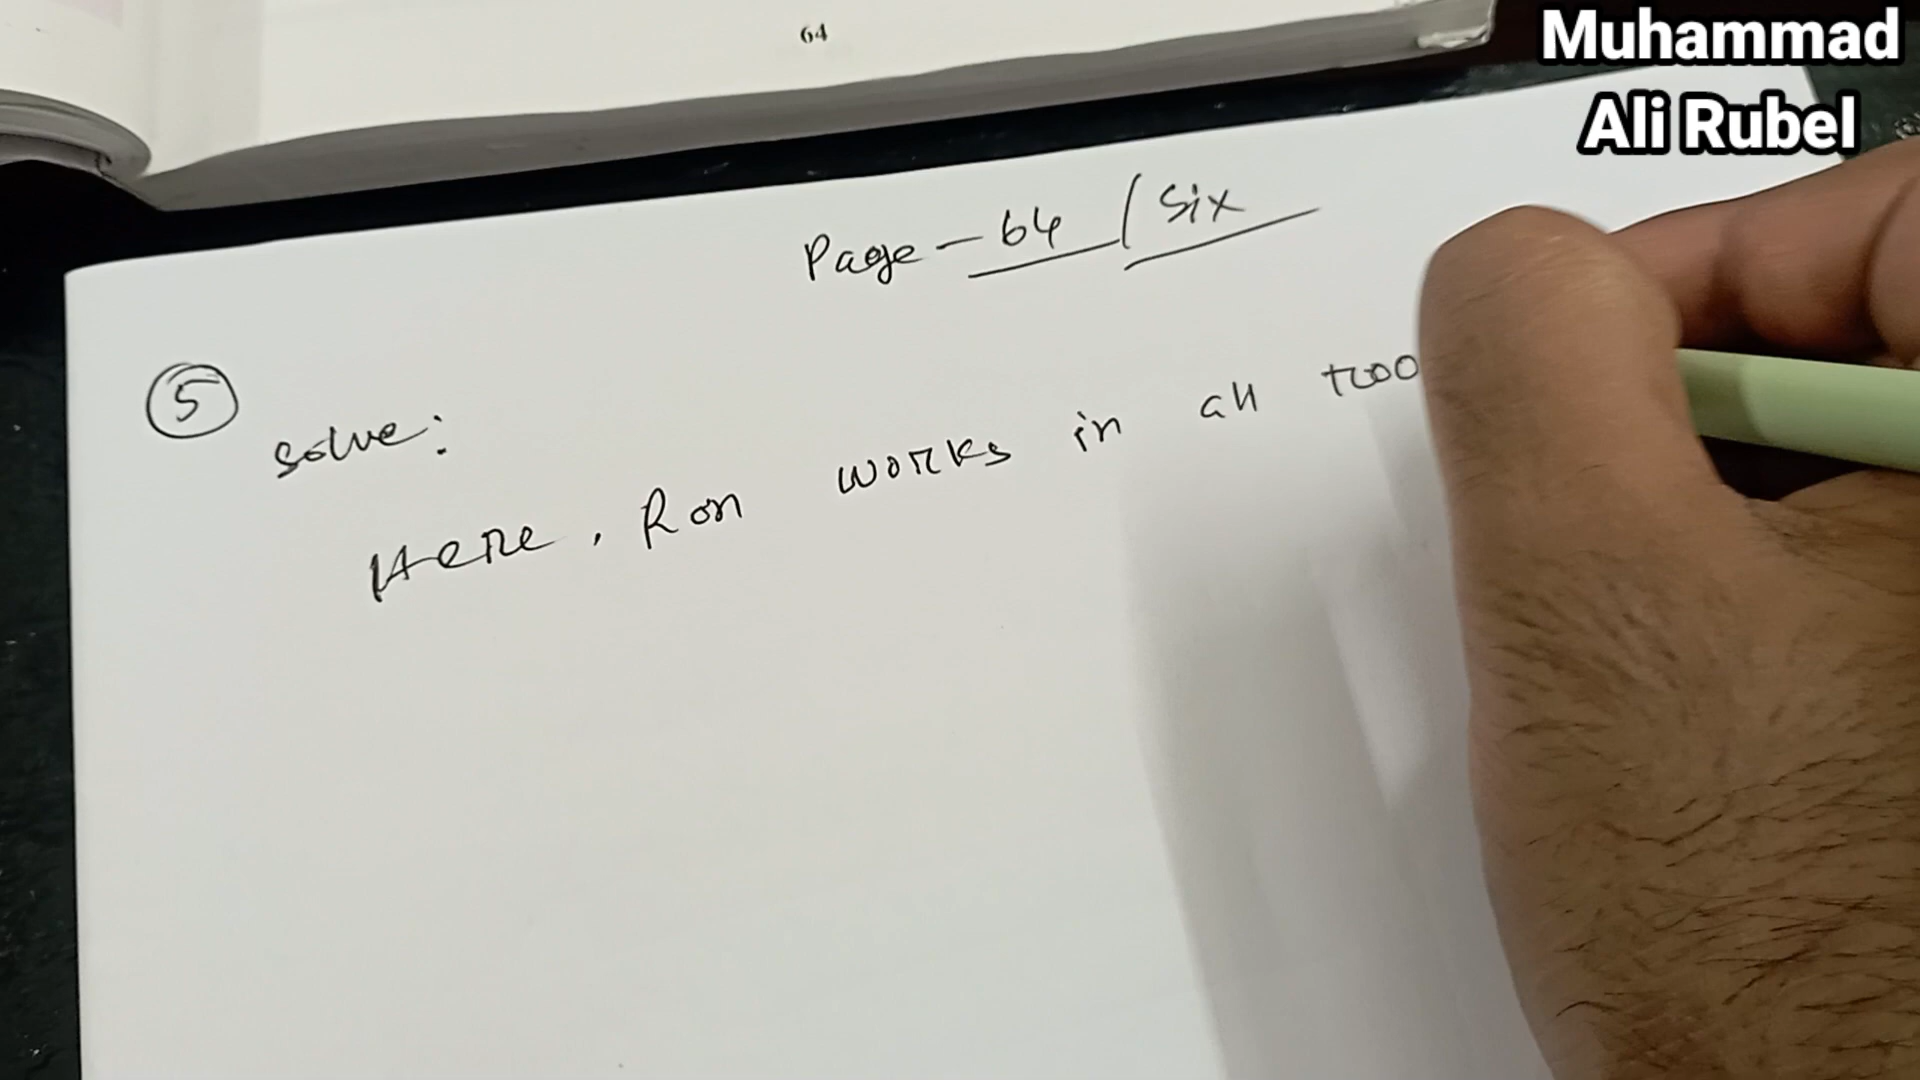 64
Muhammad
Ali Rubel
Page - 64 / Six
5
Solve:
Here, Ron works in all two